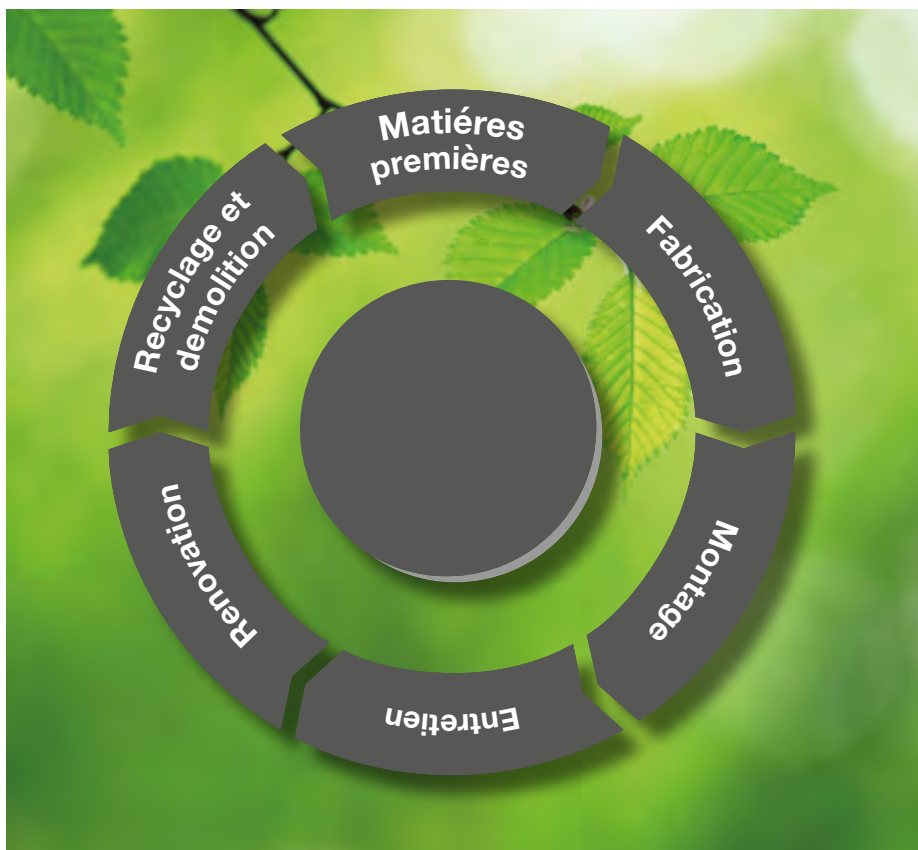 Matiéres
premières
Fabrication
Montage
Entretien
Renovation
Recyclage et
demolition